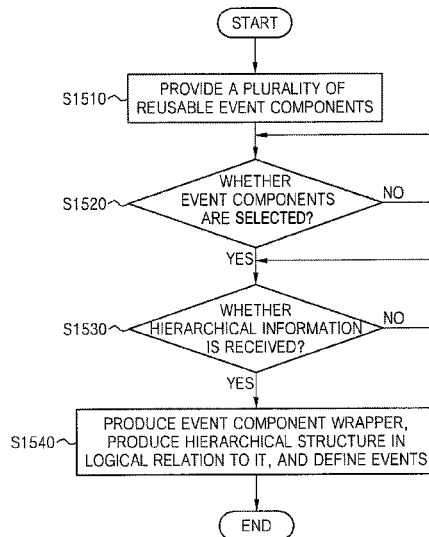 START
S1510
PROVIDE A PLURALITY OF
REUSABLE EVENT COMPONENTS
WHETHER
EVENT COMPONENTS
ARE SELECTED?
S1520
NO
YES
WHETHER
HIERARCHICAL INFORMATION
IS RECEIVED?
S1530
NO
YES
PRODUCE EVENT COMPONENT WRAPPER,
PRODUCE HIERARCHICAL STRUCTURE IN
LOGICAL RELATION TO IT, AND DEFINE EVENTS
S1540
END